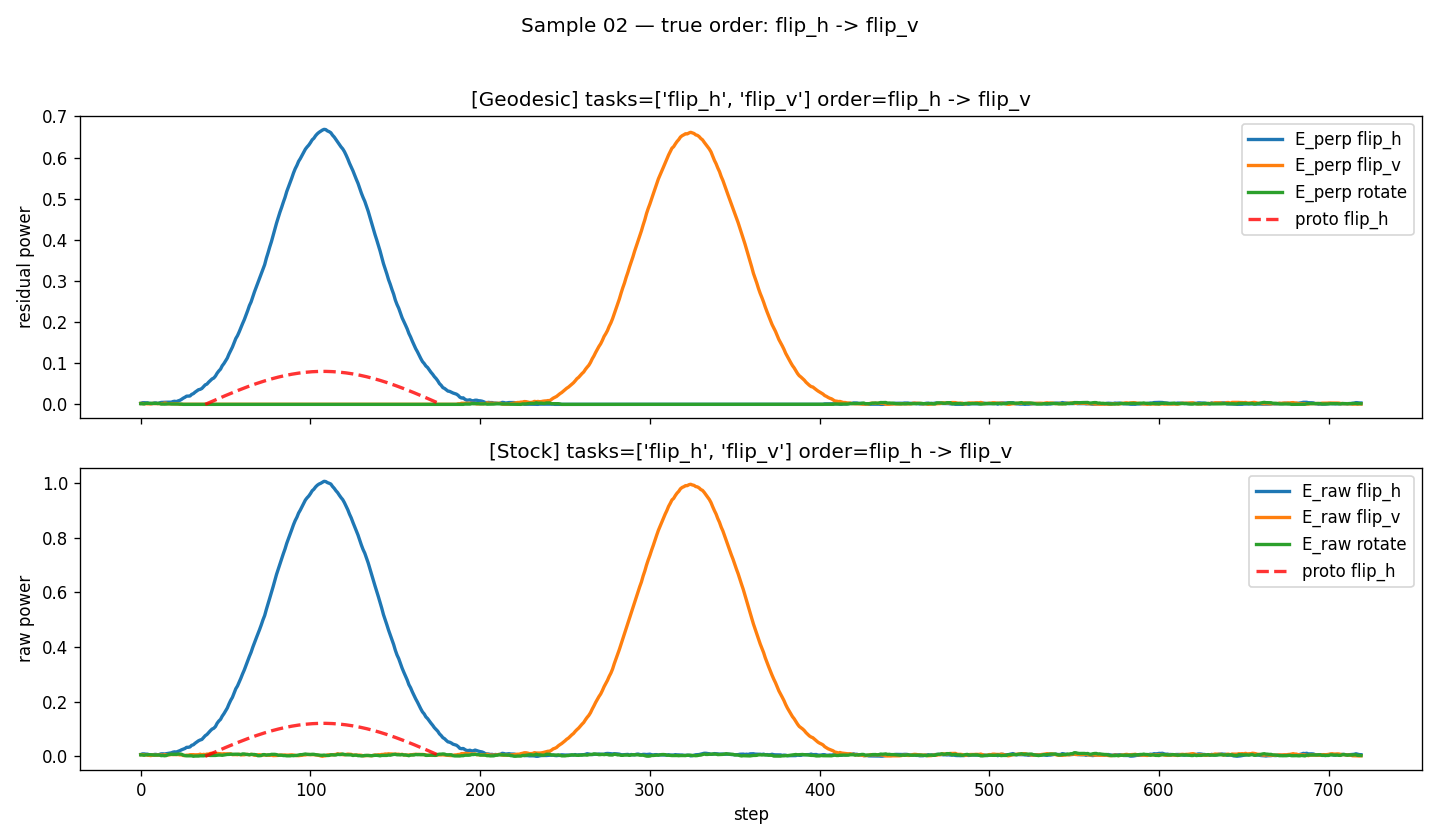 Sample 02 — true order: flip_h -> flip_v
[Geodesic] tasks=['flip_h', 'flip_v'] order=flip_h -> flip_v
0.7
0.6
0.5
0.4
0.3
0.2
0.1
0.0
residual power
E_perp flip_h
E_perp flip_v
E_perp rotate
proto flip_h
[Stock] tasks=['flip_h', 'flip_v'] order=flip_h -> flip_v
1.0
0.8
0.6
0.4
0.2
0.0
raw power
E_raw flip_h
E_raw flip_v
E_raw rotate
proto flip_h
0 100 200 300 400 500 600 700
step